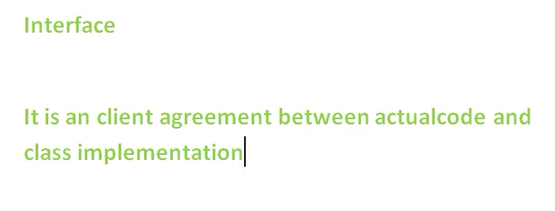 Interface
It is an client agreement between actualcode and
class implementation